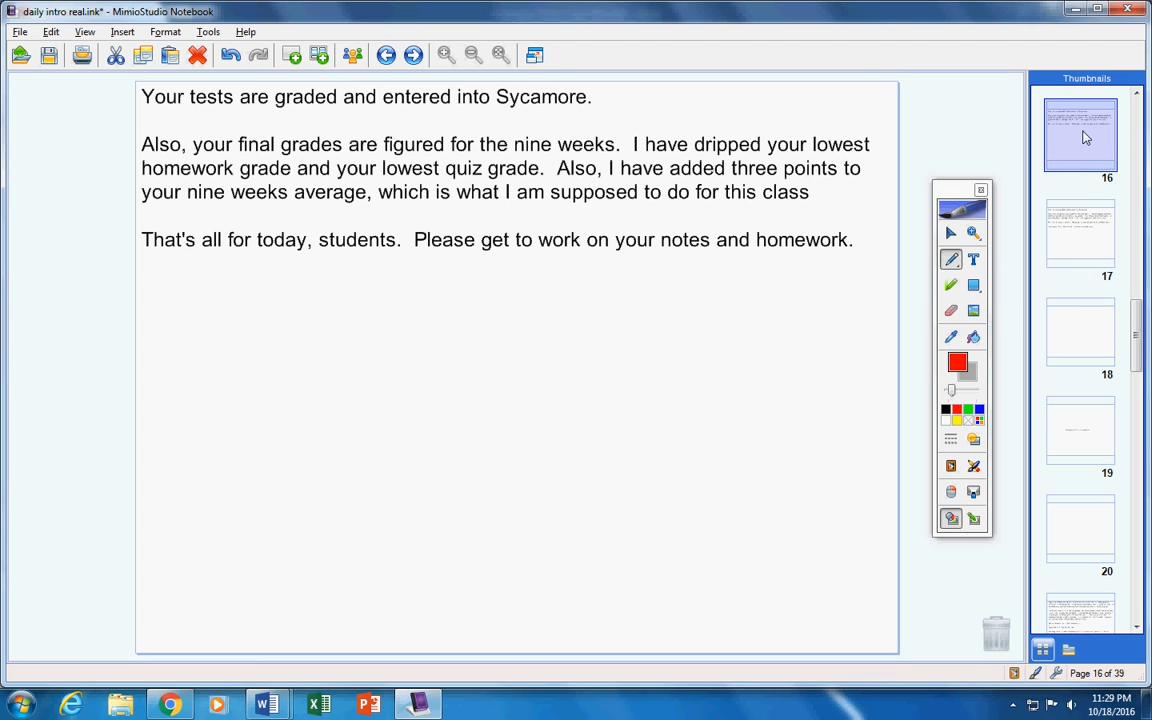 daily intro real.ink* - MimioStudio Notebook
File Edit View Insert Format Tools Help
Your tests are graded and entered into Sycamore.
Also, your final grades are figured for the nine weeks. I have dripped your lowest
homework grade and your lowest quiz grade. Also, I have added three points to
your nine weeks average, which is what I am supposed to do for this class
That's all for today, students. Please get to work on your notes and homework.
Thumbnails
16
17
18
19
20
Page 16 of 39
11:29 PM
10/18/2016